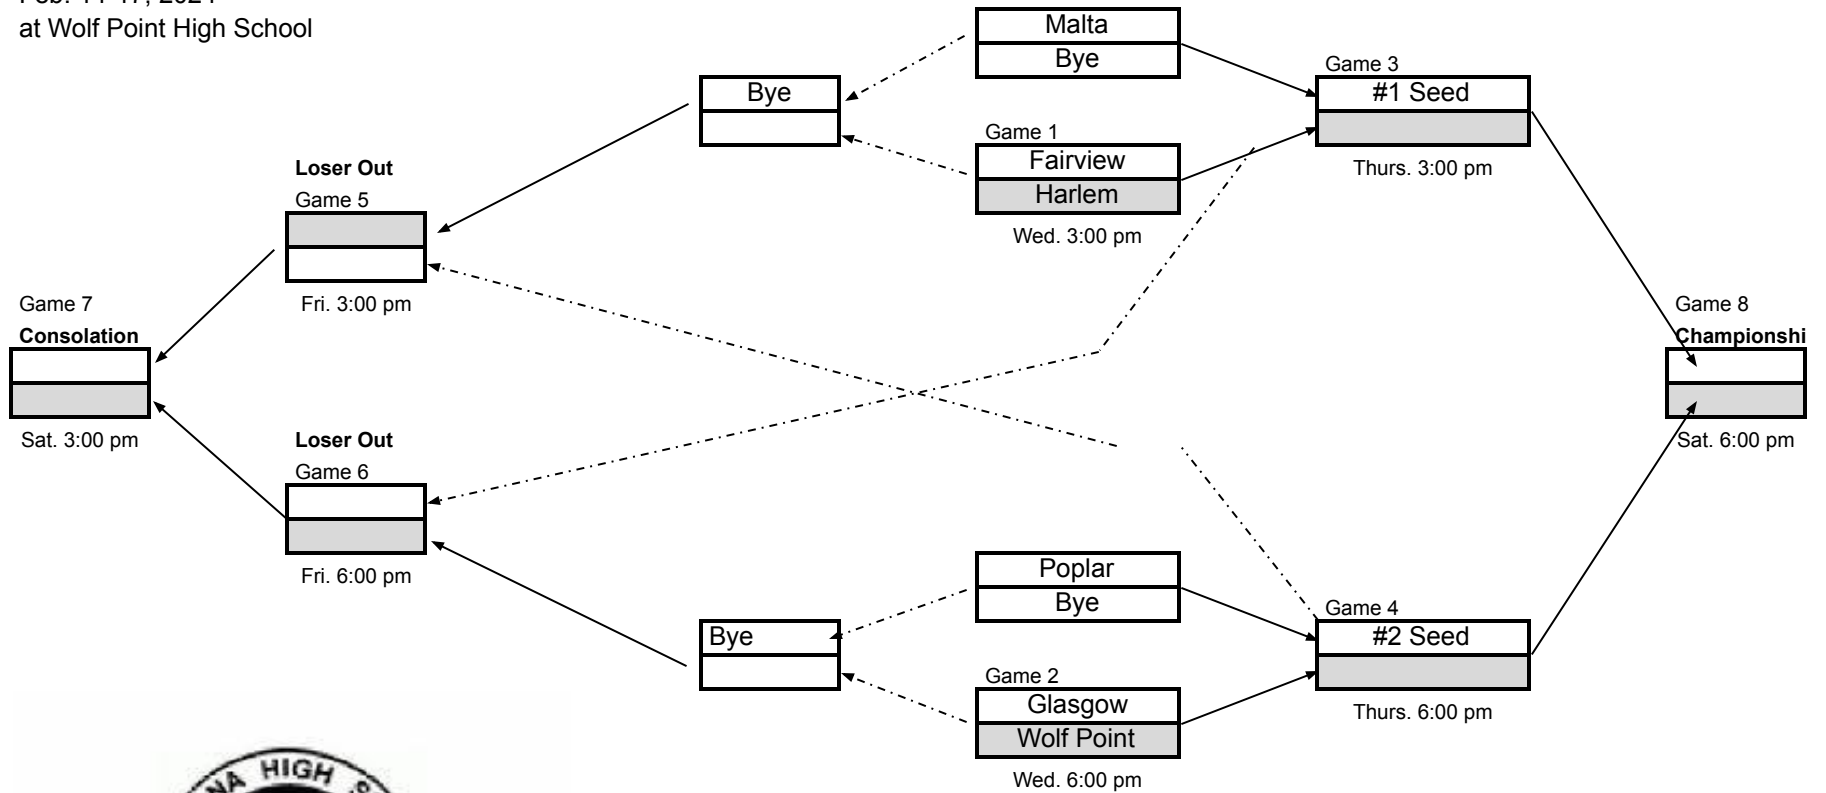 at Wolf Point High School
Malta
Bye
Game 3
#1 Seed
Bye
Game 1
Fairview
Harlem
Thurs. 3:00 pm
Wed. 3:00 pm
Loser Out
Game 5
Fri. 3:00 pm
Game 7
Consolation
Sat. 3:00 pm
Game 8
Championshi
Sat. 6:00 pm
Loser Out
Game 6
Fri. 6:00 pm
Poplar
Bye
Game 4
#2 Seed
Bye
Game 2
Glasgow
Wolf Point
Thurs. 6:00 pm
Wed. 6:00 pm
HIGH